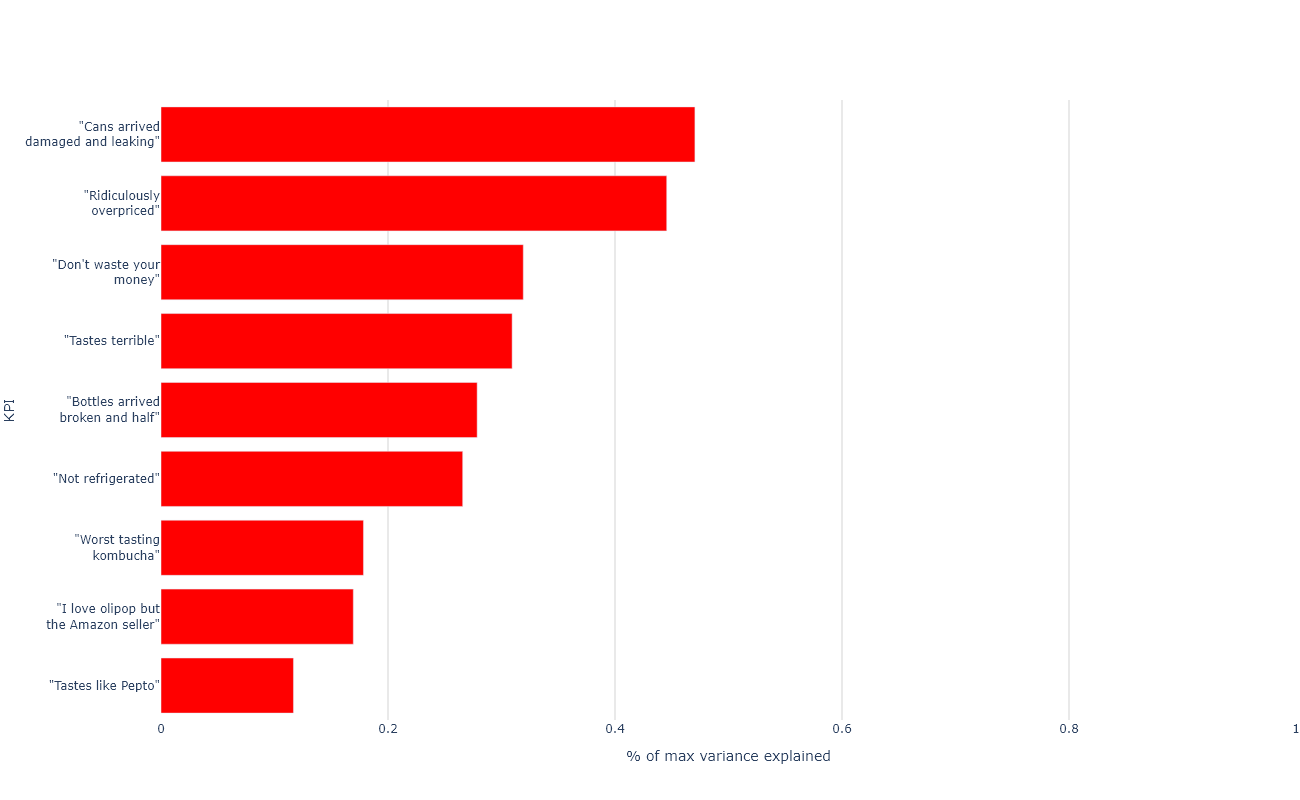 "Cans arrived
damaged and leaking"
"Ridiculously
overpriced"
"Don't waste your
money"
"Tastes terrible"
"Bottles arrived
broken and half"
"Not refrigerated"
"Worst tasting
kombucha"
"I love olipop but
the Amazon seller"
"Tastes like Pepto"
KPI
0 0.2 0.4 0.6 0.8 1
% of max variance explained